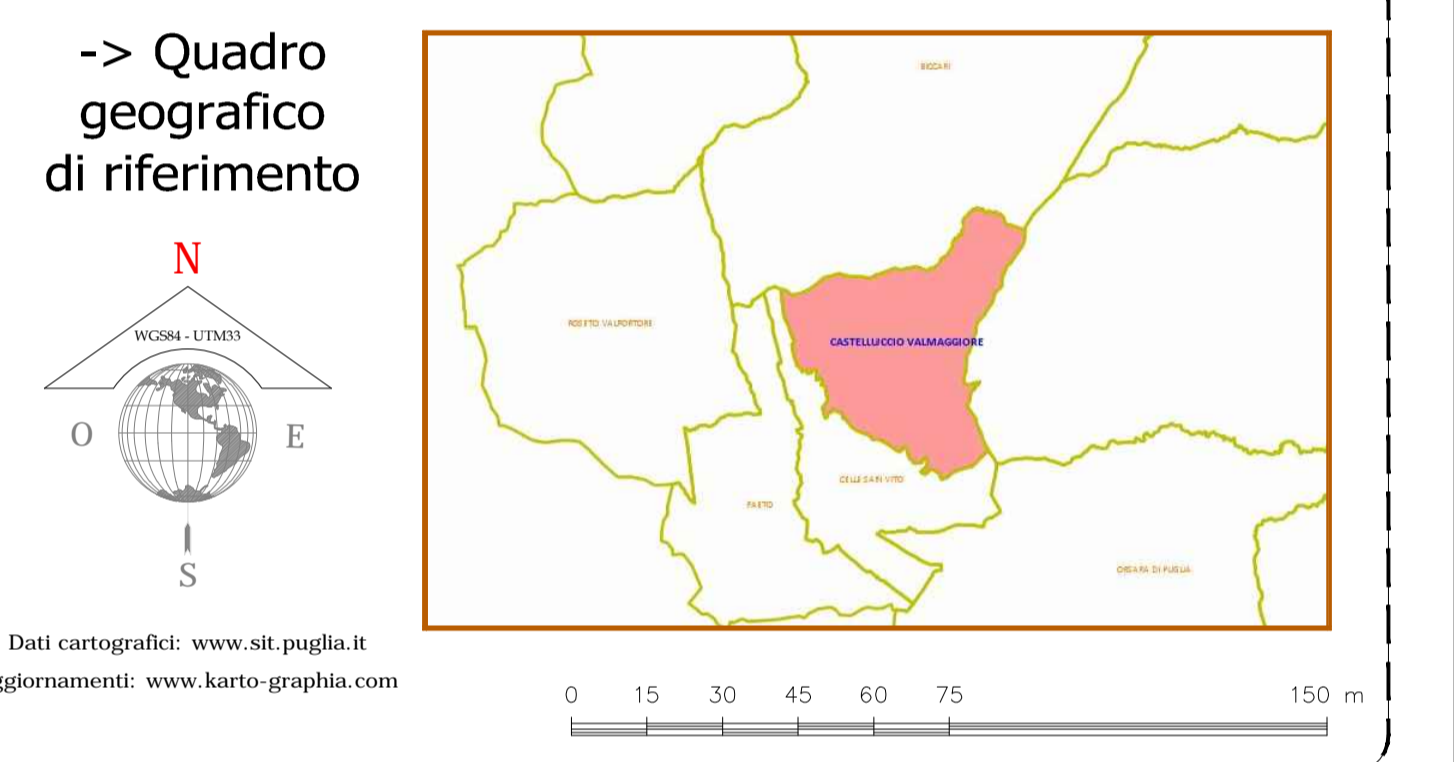 -> Quadro
geografico
di riferimento
N
WGS84 - UTM33
O
E
S
Dati cartografici: www.sit.puglia.it
ggiornamenti: www.karto-graphia.com
BICCARI
ROSETO VALFORTORE
CASTELLUCCIO VALMAGGIORE
CELLE SAN VITO
FAETO
ORSARA DI PUGLIA
0 15 30 45 60 75 150 m